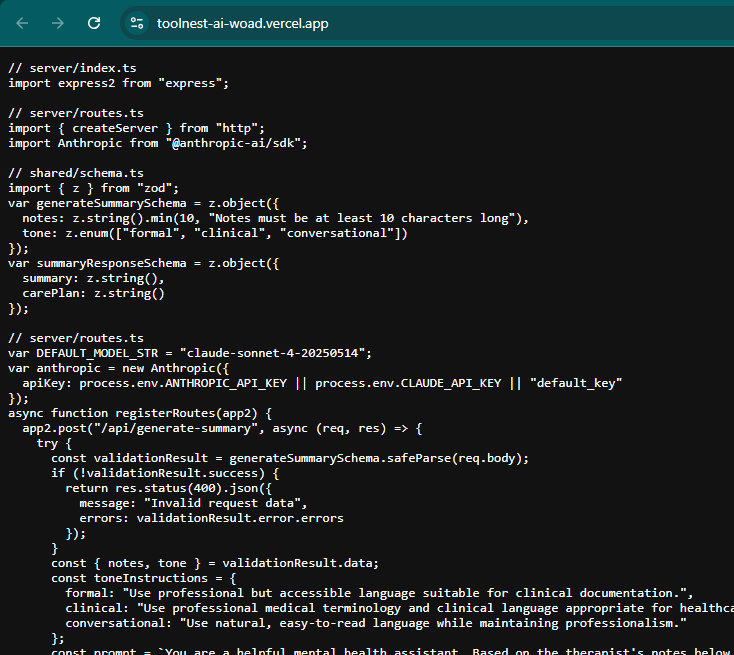 toolnest-ai-woad.vercel.app
// server/index.ts
import express2 from "express";

// server/routes.ts
import { createServer } from "http";
import Anthropic from "@anthropic-ai/sdk";

// shared/schema.ts
import { z } from "zod";
var generateSummarySchema = z.object({
  notes: z.string().min(10, "Notes must be at least 10 characters long"),
  tone: z.enum(["formal", "clinical", "conversational"])
});
var summaryResponseSchema = z.object({
  summary: z.string(),
  carePlan: z.string()
});

// server/routes.ts
var DEFAULT_MODEL_STR = "claude-sonnet-4-20250514";
var anthropic = new Anthropic({
  apiKey: process.env.ANTHROPIC_API_KEY || process.env.CLAUDE_API_KEY || "default_key"
});
async function registerRoutes(app2) {
  app2.post("/api/generate-summary", async (req, res) => {
    try {
      const validationResult = generateSummarySchema.safeParse(req.body);
      if (!validationResult.success) {
        return res.status(400).json({
          message: "Invalid request data",
          errors: validationResult.error.errors
        });
      }
      const { notes, tone } = validationResult.data;
      const toneInstructions = {
        formal: "Use professional but accessible language suitable for clinical documentation.",
        clinical: "Use professional medical terminology and clinical language appropriate for healthca
        conversational: "Use natural, easy-to-read language while maintaining professionalism."
      };
      const prompt = `You are a helpful mental health assistant. Based on the therapist's notes below